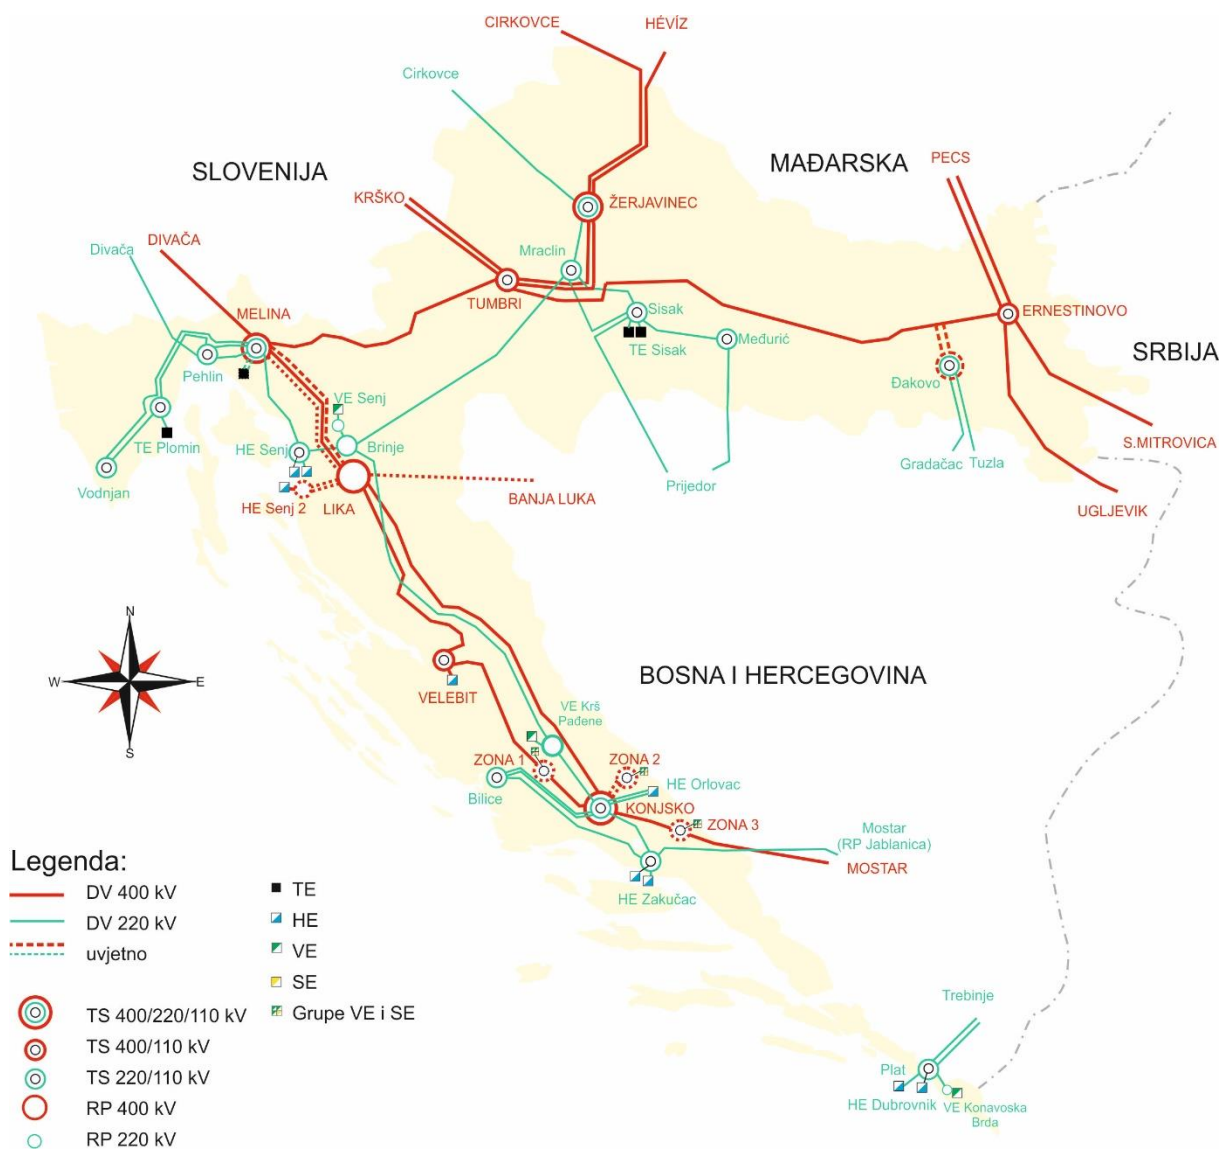 CIRKOVCE
HÉVÍZ
Cirkovce
SLOVENIJA
MAĐARSKA
PECS
KRŠKO
ŽERJAVINEC
DIVAČA
Divača
Mraclin
MELINA
TUMBRI
Sisak
ERNESTINOVO
TE Sisak
Međurić
SRBIJA
Pehlin
Đakovo
VE Senj
TE Plomin
HE Senj
Brinje
S.MITROVICA
Gradačac
Tuzla
Vodnjan
Prijedor
BANJA LUKA
HE Senj 2
LIKA
UGLJEVIK
N
W
E
S
BOSNA I HERCEGOVINA
VELEBIT
VE Krš
Pađene
ZONA 1
ZONA 2
HE Orlovac
Bilice
KONJSKO
ZONA 3
Mostar
(RP Jablanica)
MOSTAR
HE Zakučac
Legenda:
DV 400 kV
DV 220 kV
uvjetno
TS 400/220/110 kV
TS 400/110 kV
TS 220/110 kV
RP 400 kV
RP 220 kV
TE
HE
VE
SE
Grupe VE i SE
Trebinje
Plat
HE Dubrovnik
VE Konavoska
Brda